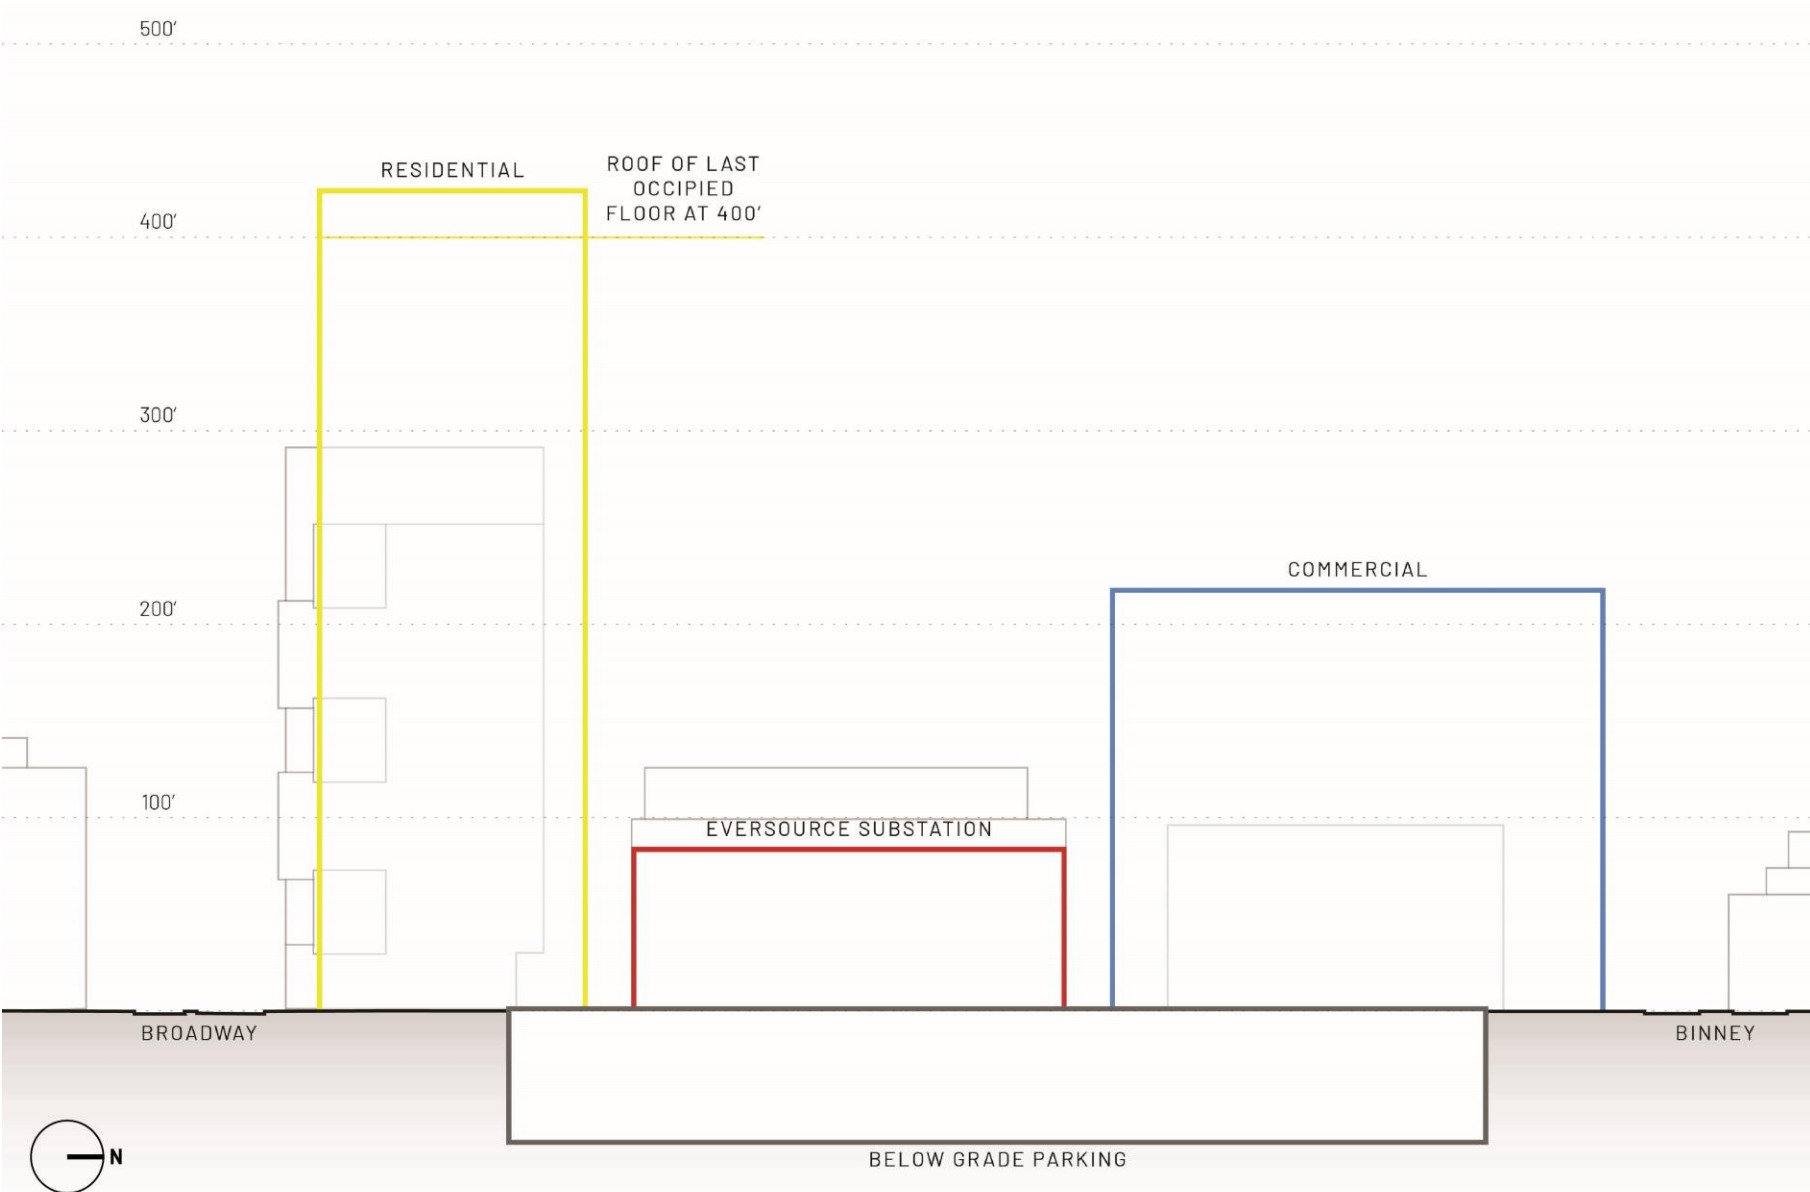 500'
RESIDENTIAL
ROOF OF LAST
OCCIPIED
FLOOR AT 400'
400'
300'
COMMERCIAL
200'
100'
EVERSOURCE SUBSTATION
BROADWAY
BINNEY
N
BELOW GRADE PARKING